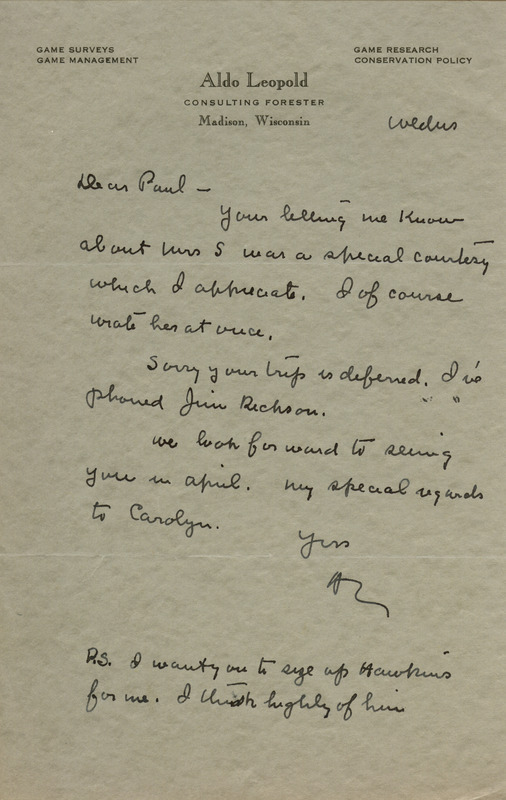 GAME SURVEYS
GAME MANAGEMENT
GAME RESEARCH
CONSERVATION POLICY
Aldo Leopold
CONSULTING FORESTER
Madison, Wisconsin
Weds
Dear Paul —
Your letting me know
about Mrs S was a special courtesy
which I appreciate. I of course
wrote her at once.
Sorry your trip is deferred. I've
phoned Jim
we look forward to seeing
you in April. My special regards
to Carolyn.
Yrs
AL
P.S. I want you to size up Hawkins
for me. I think highly of him